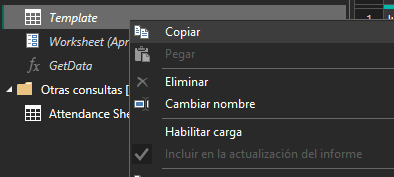 Template
Copiar
1
Worksheet (Apr
Pegar
GetData
Eliminar
Otras consultas [
Cambiar nombre
Attendance She
Habilitar carga
Incluir en la actualización del informe